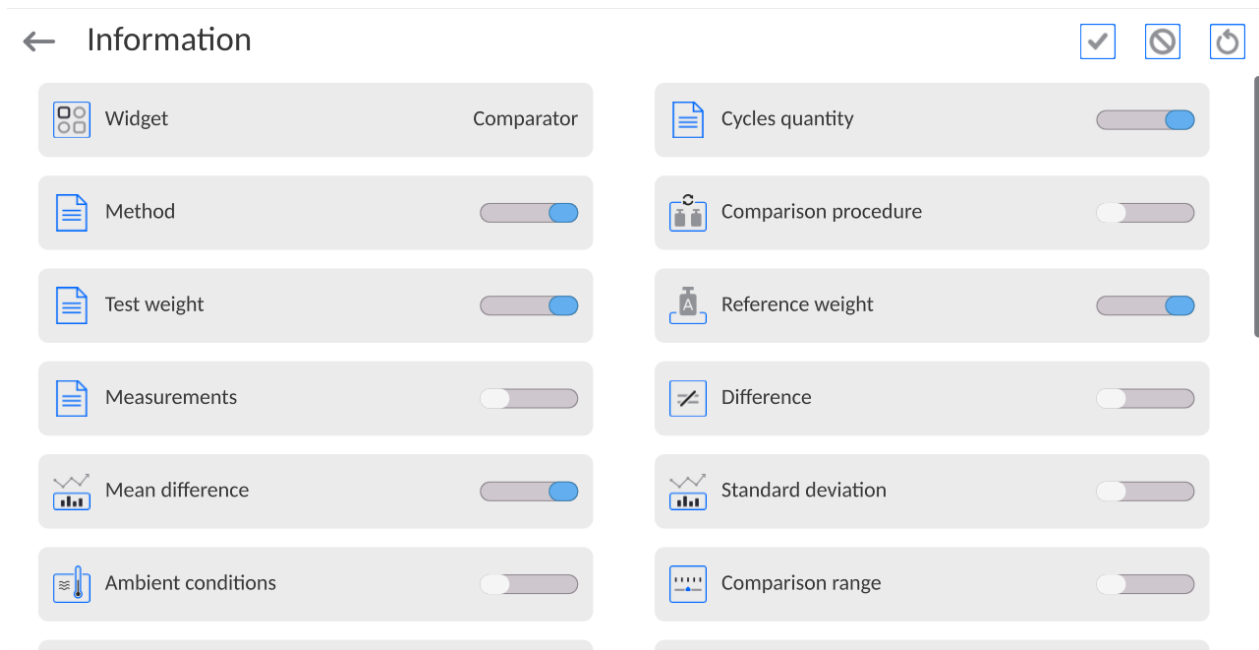 Information
Widget Comparator
Cycles quantity
Method
Comparison procedure
Test weight
Reference weight
A
Measurements
Difference
Mean difference
Standard deviation
Ambient conditions
Comparison range